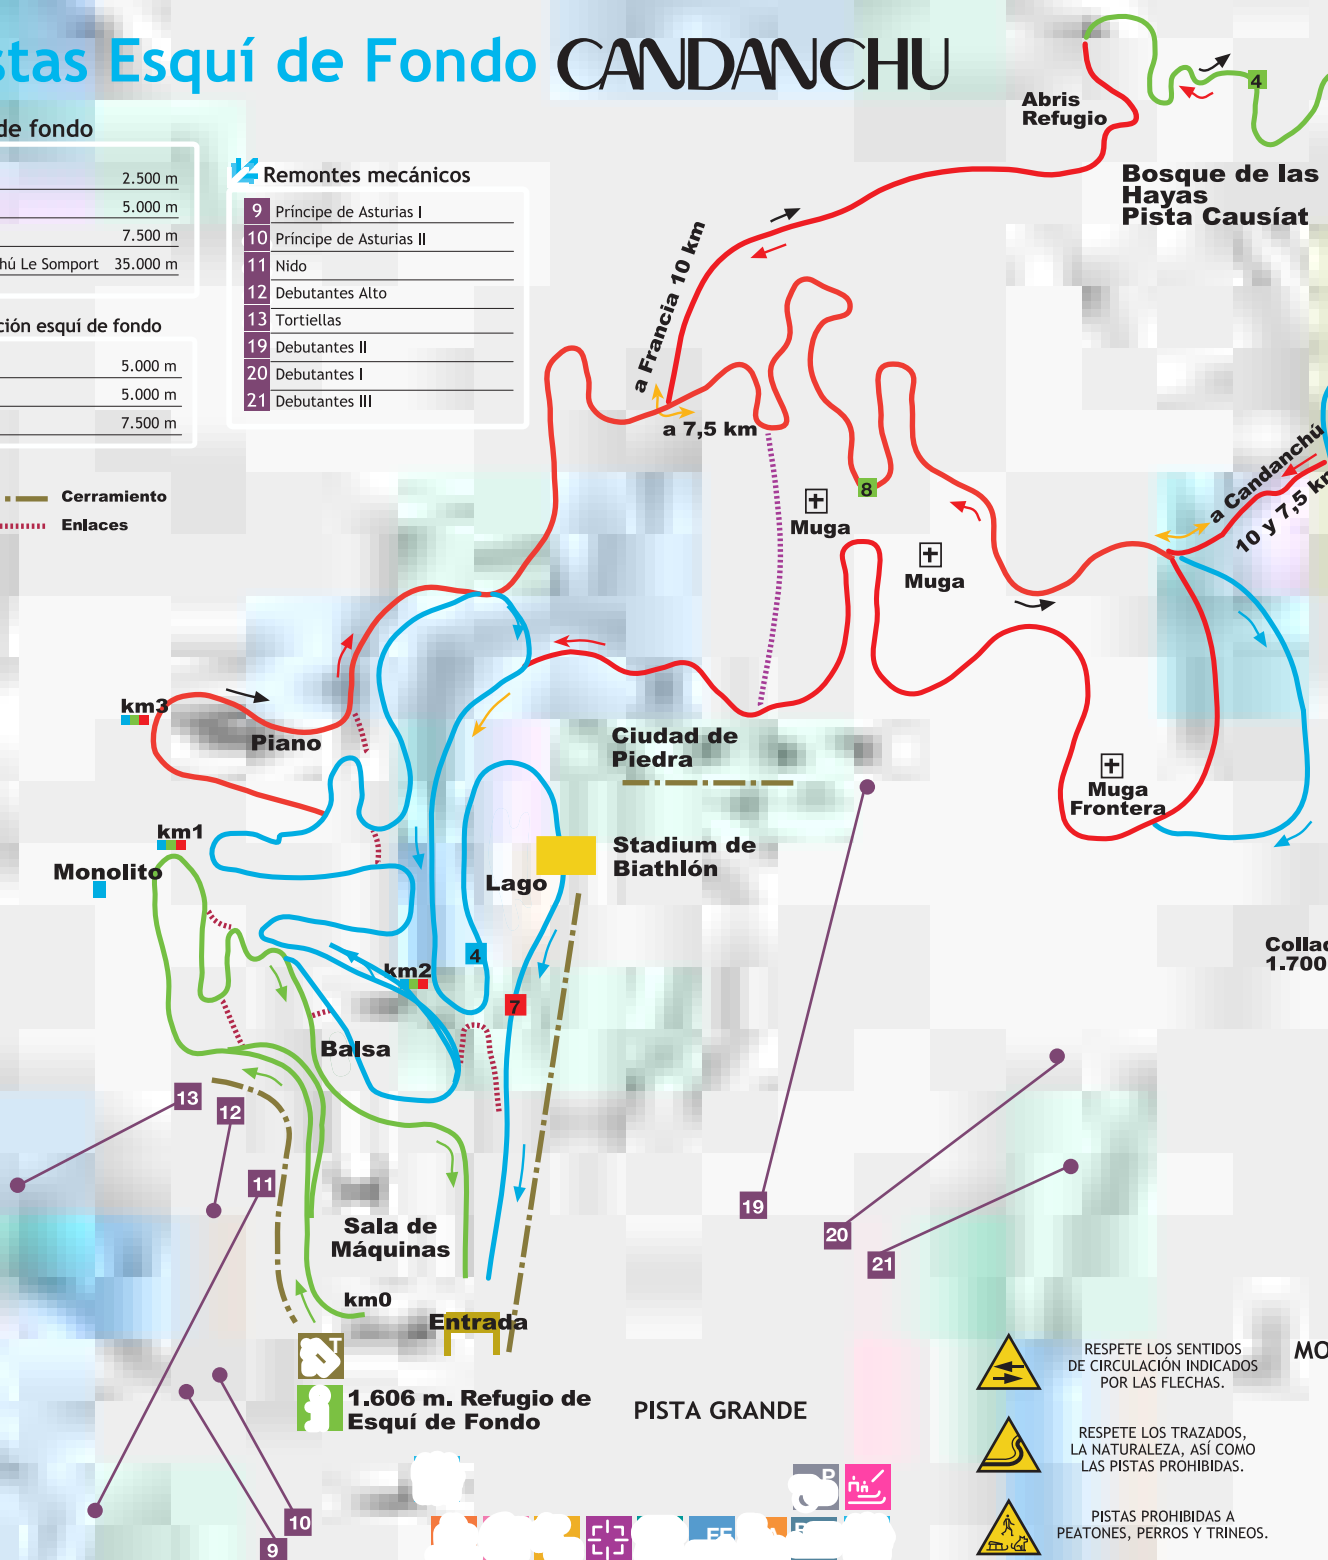 stas Esquí de Fondo CANDANCHU
de fondo
2.500 m
5.000 m
7.500 m
hú Le Somport 35.000 m
ción esquí de fondo
5.000 m
5.000 m
7.500 m
Cerramiento
Enlaces
Remontes mecánicos
9 Príncipe de Asturias I
10 Príncipe de Asturias II
11 Nido
12 Debutantes Alto
13 Tortiellas
19 Debutantes II
20 Debutantes I
21 Debutantes III
Abris
Refugio
4
Bosque de las
Hayas
Pista Causíat
a Francia 10 km
a 7,5 km
8
Muga
Muga
a Candanchú
10 y 7,5 km
km3
Piano
Ciudad de
Piedra
Muga
Frontera
km1
Monolito
Stadium de
Biathlón
Lago
4
km2
7
Collad
1.700
Balsa
13
12
11
19
20
21
Sala de
Máquinas
km0
Entrada
T
1.606 m. Refugio de
Esquí de Fondo
PISTA GRANDE
10
9
P
EF
RESPETE LOS SENTIDOS
DE CIRCULACIÓN INDICADOS
POR LAS FLECHAS.
MO
RESPETE LOS TRAZADOS,
LA NATURALEZA, ASÍ COMO
LAS PISTAS PROHIBIDAS.
PISTAS PROHIBIDAS A
PEATONES, PERROS Y TRINEOS.